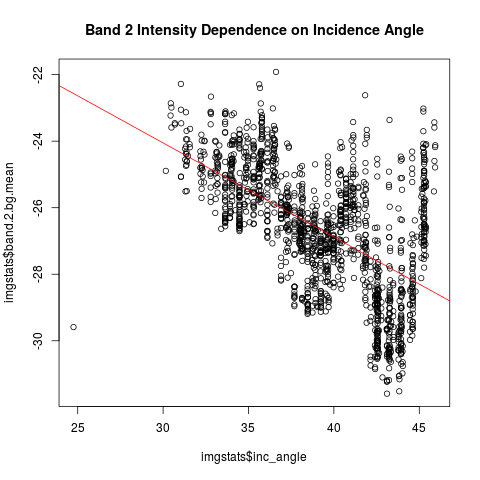 Band 2 Intensity Dependence on Incidence Angle
imgstats$band.2.bg.mean
-22
-24
-26
-28
-30
25 30 35 40 45
imgstats$inc_angle